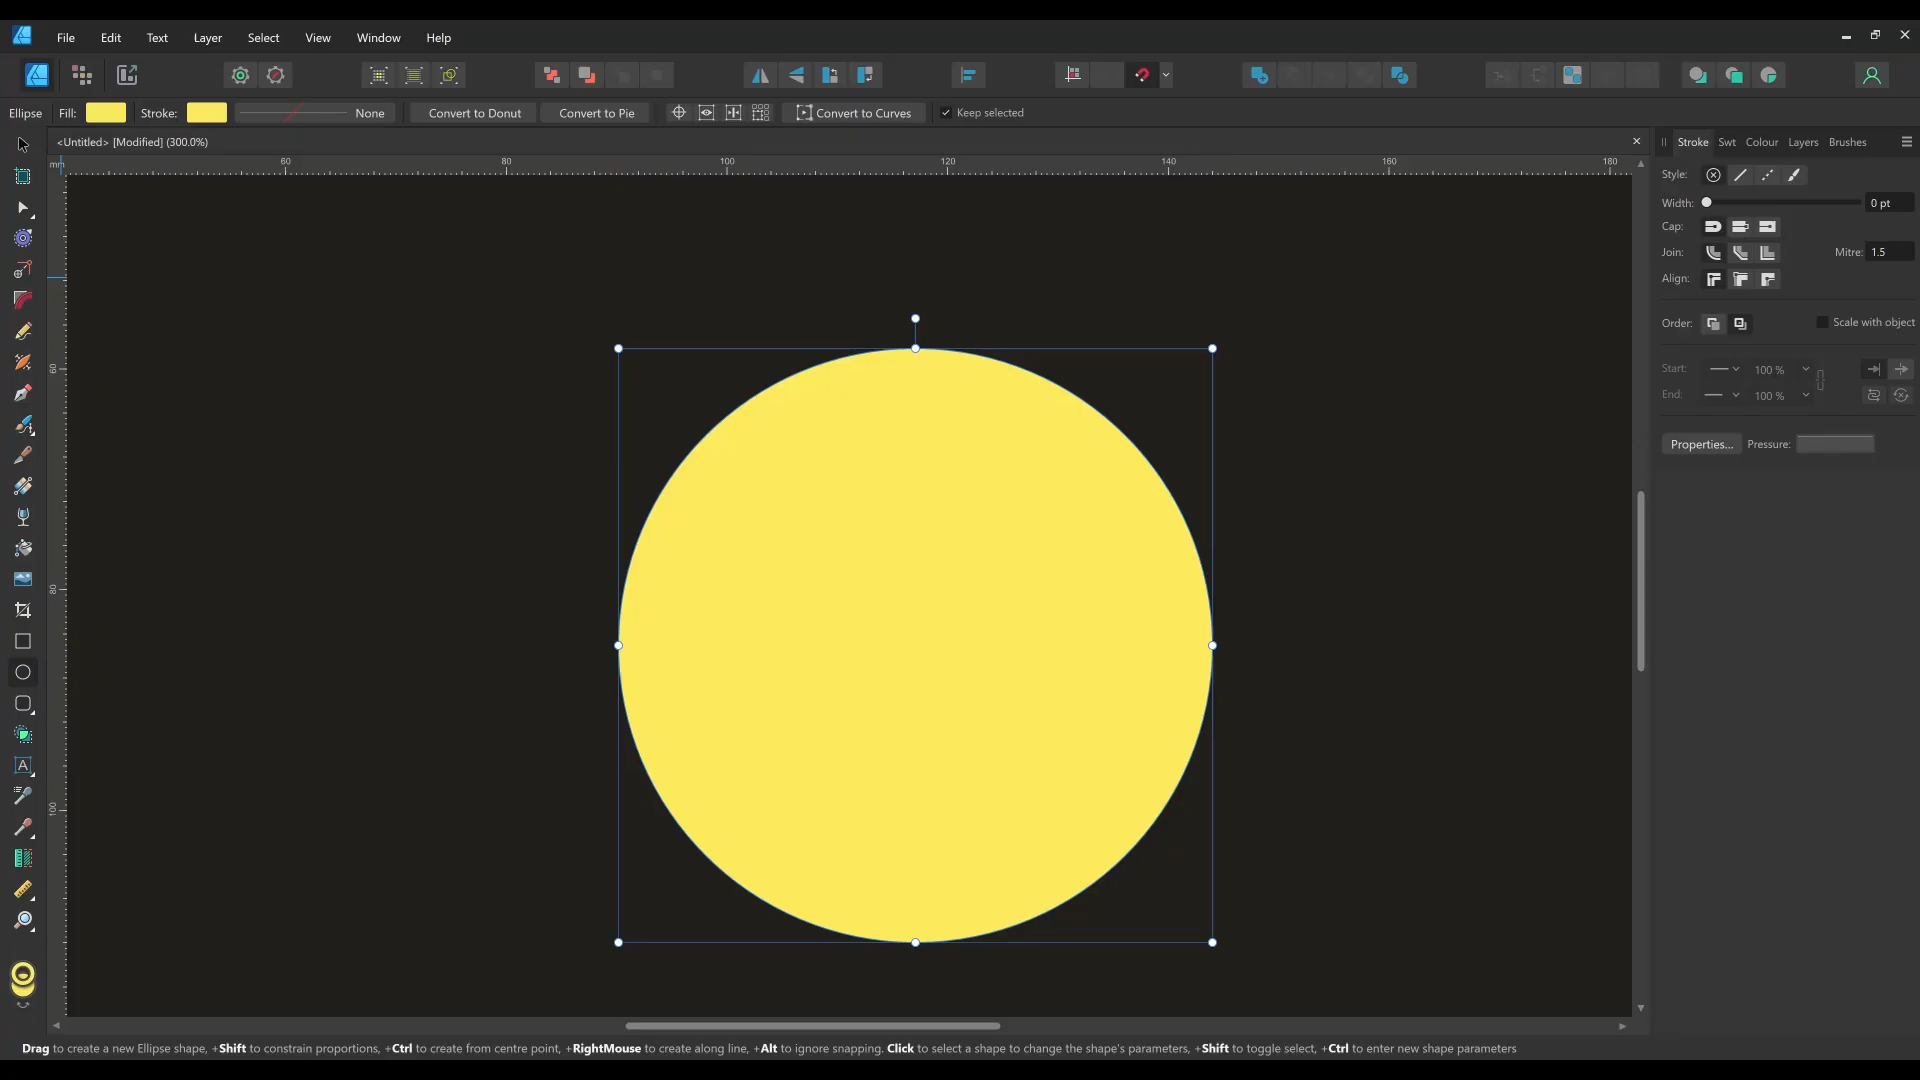 File Edit Text Layer Select View Window Help
Ellipse Fill: Stroke: None Convert to Donut Convert to Pie Convert to Curves Keep selected
<Untitled> [Modified] (300.0%)
Stroke Swt Colour Layers Brushes
mm 60 80 100 120 140 160 180
Style:
Width: 0 pt
Cap:
Join: Mitre: 1.5
Align:
Order: Scale with object
Start: 100 %
End: 100 %
Properties... Pressure:
60
80
100
A
Drag to create a new Ellipse shape, +Shift to constrain proportions, +Ctrl to create from centre point, +RightMouse to create along line, +Alt to ignore snapping. Click to select a shape to change the shape's parameters, +Shift to toggle select, +Ctrl to enter new shape parameters